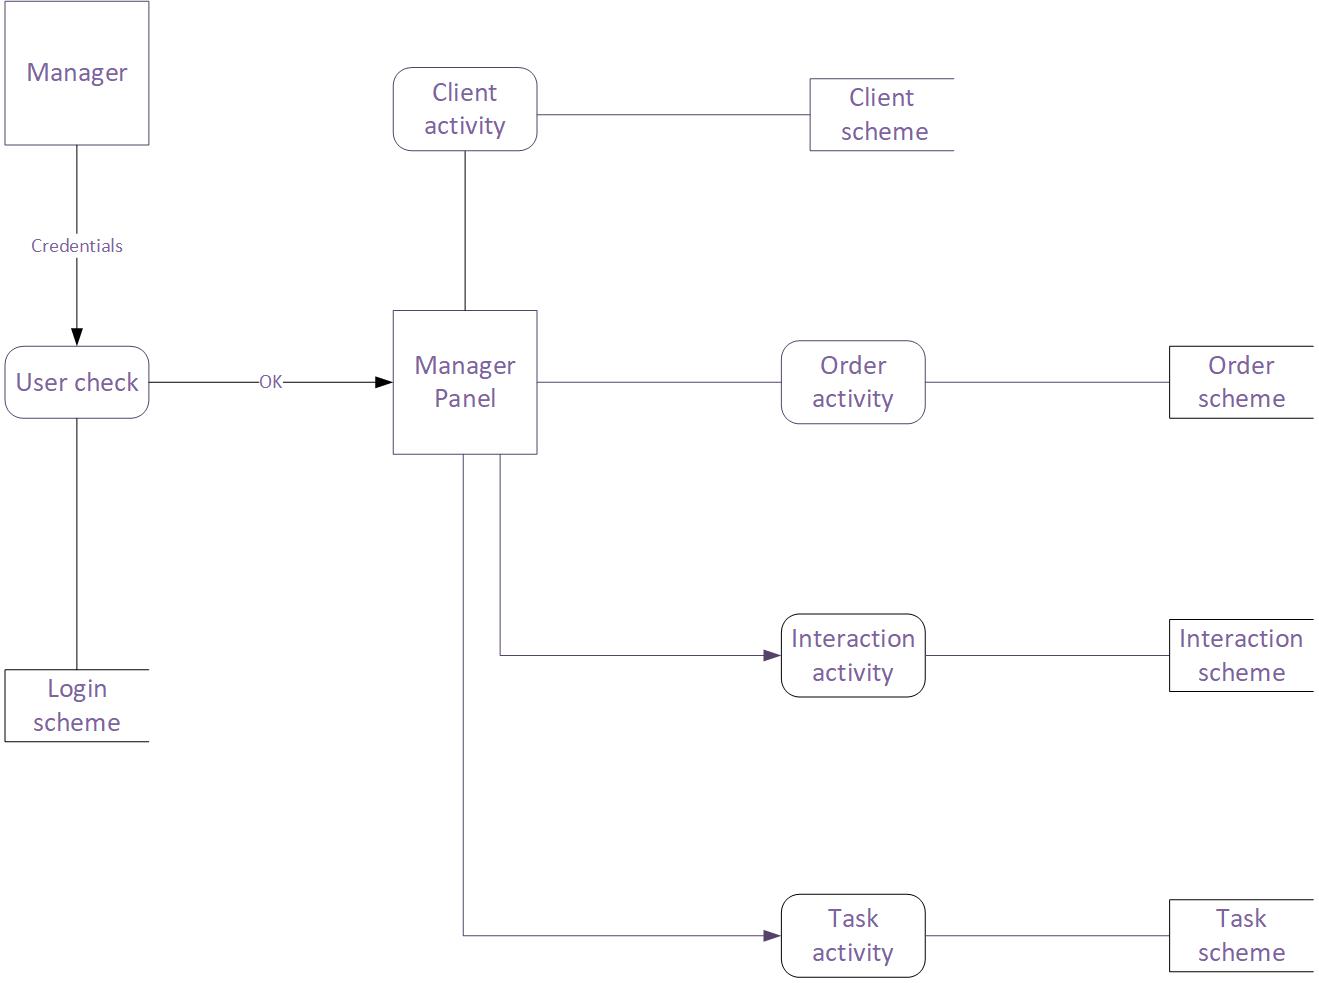 Manager
Client
activity
Client
scheme
Credentials
User check
OK
Manager
Panel
Order
activity
Order
scheme
Interaction
activity
Interaction
scheme
Login
scheme
Task
activity
Task
scheme